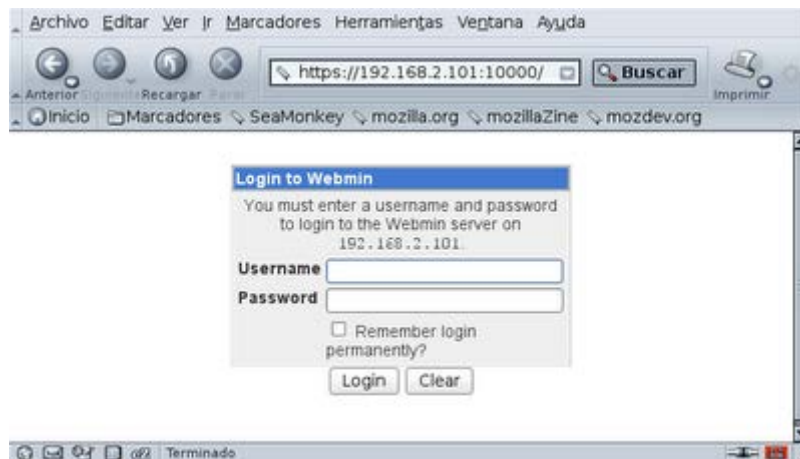 Archivo Editar Ver Ir Marcadores Herramientas Ventana Ayuda
https://192.168.2.101:10000/ Buscar
Anterior Siguiente Recargar Parar Imprimir
Inicio Marcadores SeaMonkey mozilla.org mozillaZine mozdev.org
Login to Webmin
You must enter a username and password
to login to the Webmin server on
192.168.2.101.
Username
Password
Remember login
permanently?
Login Clear
Terminado